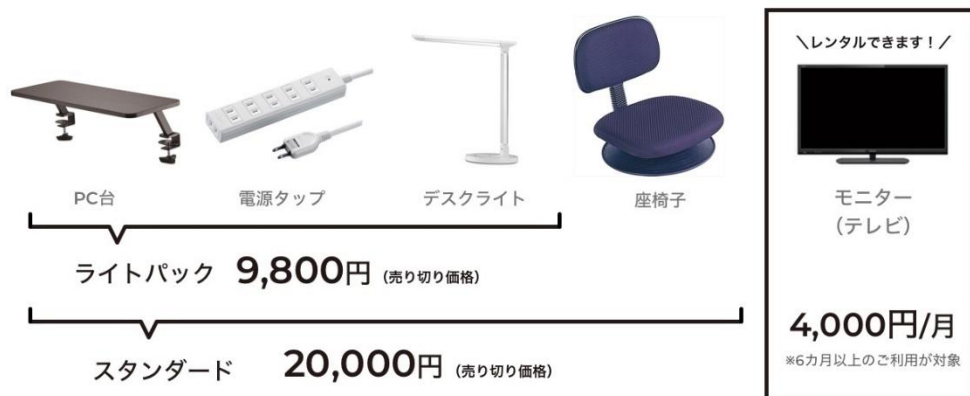 ＼レンタルできます！／
PC台
電源タップ
デスクライト
座椅子
モニター
（テレビ）
ライトパック 9,800円（売り切り価格）
スタンダード 20,000円（売り切り価格）
4,000円/月
※6カ月以上のご利用が対象